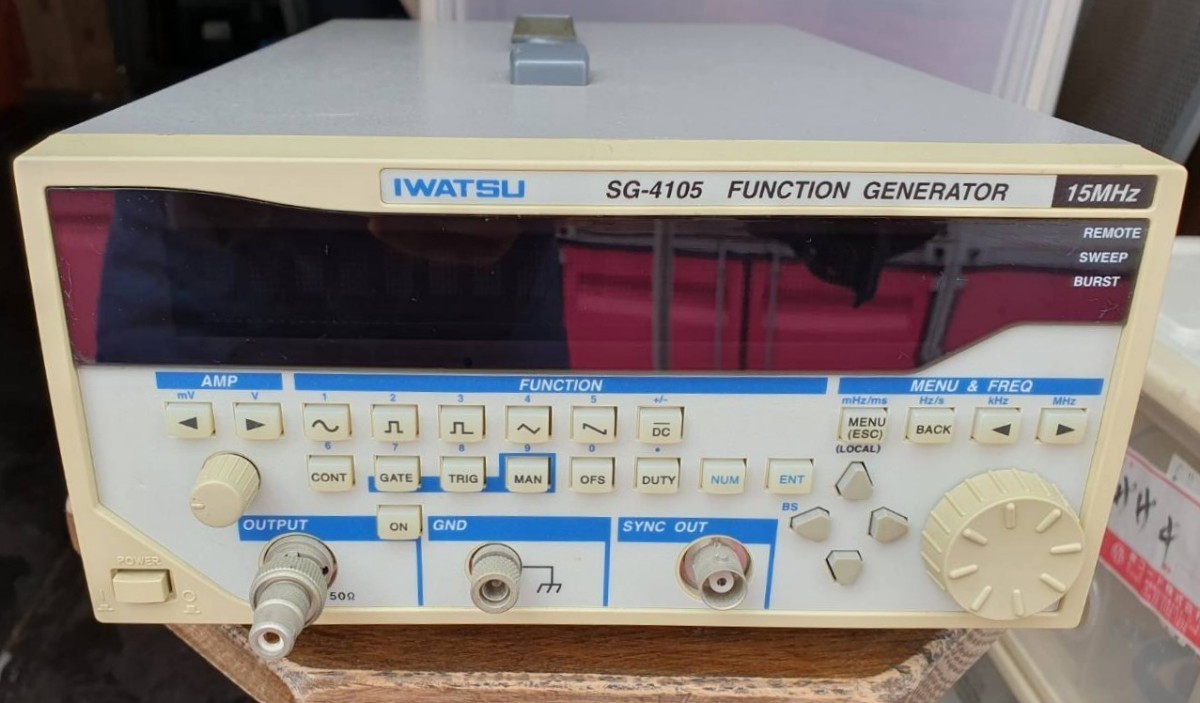 IWATSU SG-4105 FUNCTION GENERATOR 15MHz
REMOTE
SWEEP
BURST
AMP FUNCTION MENU & FREQ
mV V 1 2 3 4 5 +/- mHz/ms Hz/s kHz MHz
DC MENU (ESC) BACK
(LOCAL)
6 7 8 9 0 •
CONT GATE TRIG MAN OFS DUTY NUM ENT
BS
ON
OUTPUT GND SYNC OUT
POWER
50Ω